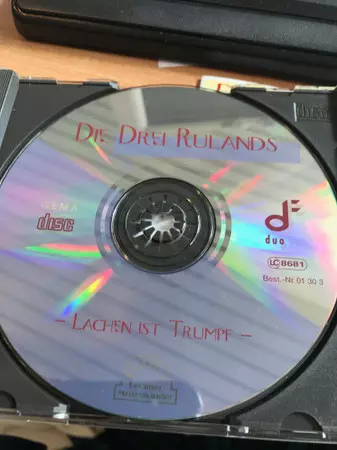 DIE DREI RULANDS
GEMA
disc
duo
LC 8681
Best.-Nr. 01 30 3
- LACHEN IST TRUMPF -